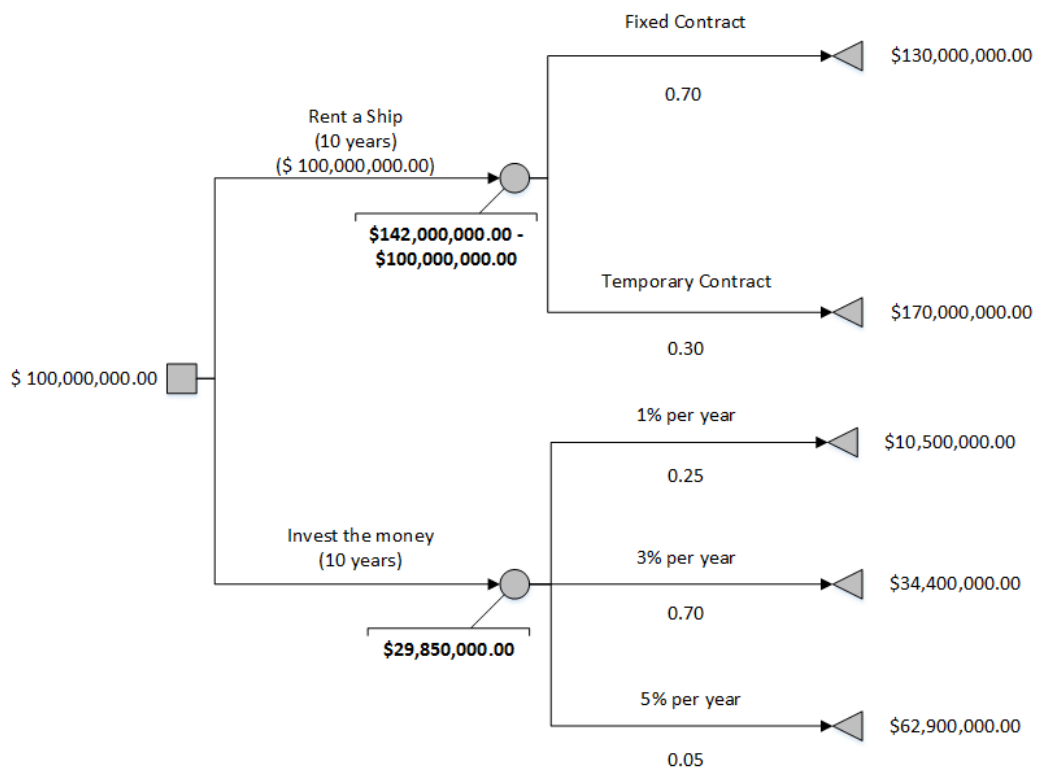 Fixed Contract
$130,000,000.00
0.70
Rent a Ship
(10 years)
($ 100,000,000.00)
$142,000,000.00 -
$100,000,000.00
Temporary Contract
$170,000,000.00
0.30
$ 100,000,000.00
1% per year
$10,500,000.00
0.25
Invest the money
(10 years)
3% per year
$34,400,000.00
0.70
$29,850,000.00
5% per year
$62,900,000.00
0.05